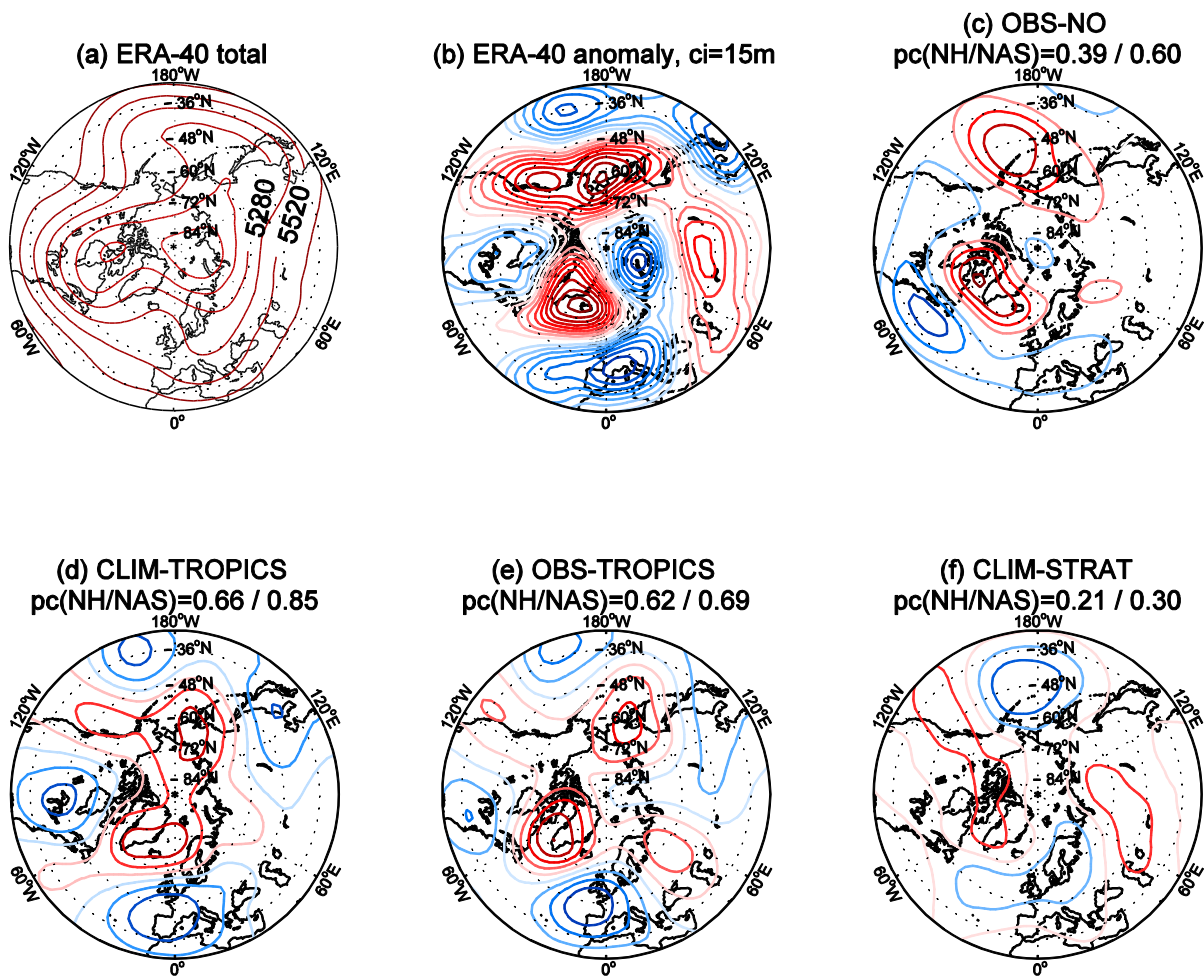 (a) ERA-40 total
180°W
36°N
48°N
60°N
72°N
84°N
120°W
120°E
5280
5520
60°W
60°E
0°
(b) ERA-40 anomaly, ci=15m
180°W
36°N
48°N
60°N
72°N
84°N
120°W
120°E
60°W
60°E
0°
(c) OBS-NO
pc(NH/NAS)=0.39 / 0.60
180°W
36°N
48°N
60°N
72°N
84°N
120°W
120°E
60°W
60°E
0°
(d) CLIM-TROPICS
pc(NH/NAS)=0.66 / 0.85
180°W
36°N
48°N
60°N
72°N
84°N
120°W
120°E
60°W
60°E
0°
(e) OBS-TROPICS
pc(NH/NAS)=0.62 / 0.69
180°W
36°N
48°N
60°N
72°N
84°N
120°W
120°E
60°W
60°E
0°
(f) CLIM-STRAT
pc(NH/NAS)=0.21 / 0.30
180°W
36°N
48°N
60°N
72°N
84°N
120°W
120°E
60°W
60°E
0°